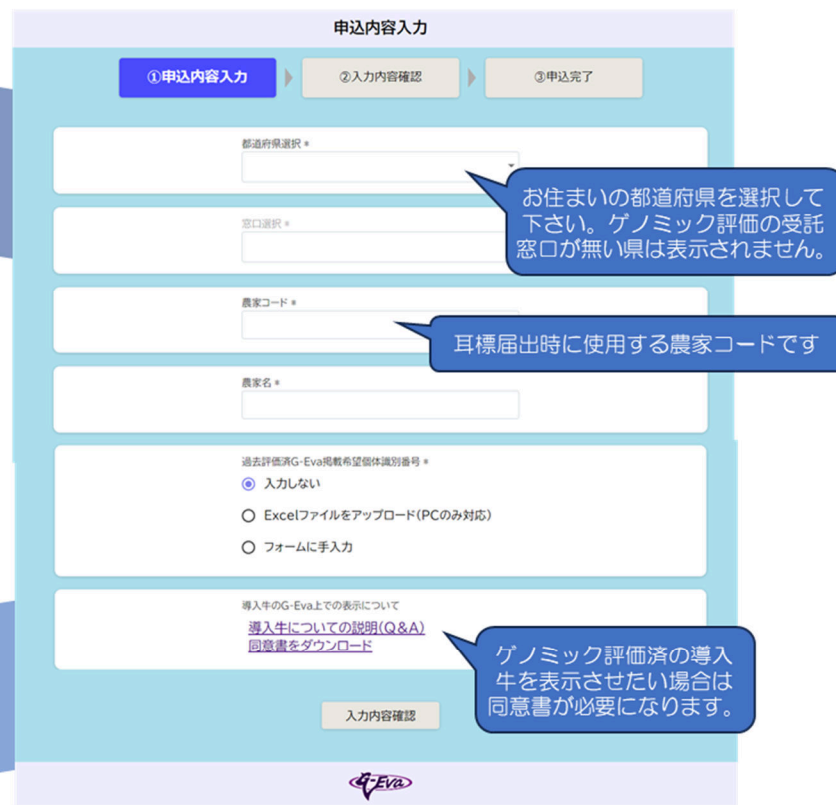 申込内容入力
①申込内容入力
②入力内容確認
③申込完了
都道府県選択 *
お住まいの都道府県を選択して
下さい。ゲノミック評価の受託
窓口が無い県は表示されません。
窓口選択 *
農家コード *
耳標届出時に使用する農家コードです
農家名 *
過去評価済G-Eva掲載希望個体識別番号 *
入力しない
Excelファイルをアップロード(PCのみ対応)
フォームに手入力
導入牛のG-Eva上での表示について
導入牛についての説明(Q&A)
同意書をダウンロード
ゲノミック評価済の導入
牛を表示させたい場合は
同意書が必要になります。
入力内容確認
G-Eva